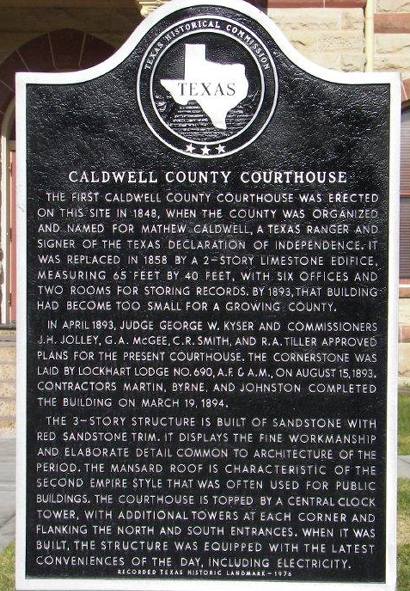 TEXAS HISTORICAL COMMISSION
TEXAS
CALDWELL COUNTY COURTHOUSE
THE FIRST CALDWELL COUNTY COURTHOUSE WAS ERECTED
ON THIS SITE IN 1848, WHEN THE COUNTY WAS ORGANIZED
AND NAMED FOR MATHEW CALDWELL, A TEXAS RANGER AND
SIGNER OF THE TEXAS DECLARATION OF INDEPENDENCE. IT
WAS REPLACED IN 1858 BY A 2-STORY LIMESTONE EDIFICE,
MEASURING 65 FEET BY 40 FEET, WITH SIX OFFICES AND
TWO ROOMS FOR STORING RECORDS. BY 1893, THAT BUILDING
HAD BECOME TOO SMALL FOR A GROWING COUNTY.
IN APRIL 1893, JUDGE GEORGE W. KYSER AND COMMISSIONERS
J.H. JOLLEY, G.A. McGEE, C.R. SMITH, AND R.A. TILLER APPROVED
PLANS FOR THE PRESENT COURTHOUSE. THE CORNERSTONE WAS
LAID BY LOCKHART LODGE NO. 690, A.F. & A.M., ON AUGUST 15, 1893.
CONTRACTORS MARTIN, BYRNE, AND JOHNSTON COMPLETED
THE BUILDING ON MARCH 19, 1894.
THE 3-STORY STRUCTURE IS BUILT OF SANDSTONE WITH
RED SANDSTONE TRIM. IT DISPLAYS THE FINE WORKMANSHIP
AND ELABORATE DETAIL COMMON TO ARCHITECTURE OF THE
PERIOD. THE MANSARD ROOF IS CHARACTERISTIC OF THE
SECOND EMPIRE STYLE THAT WAS OFTEN USED FOR PUBLIC
BUILDINGS. THE COURTHOUSE IS TOPPED BY A CENTRAL CLOCK
TOWER, WITH ADDITIONAL TOWERS AT EACH CORNER AND
FLANKING THE NORTH AND SOUTH ENTRANCES. WHEN IT WAS
BUILT, THE STRUCTURE WAS EQUIPPED WITH THE LATEST
CONVENIENCES OF THE DAY, INCLUDING ELECTRICITY.
RECORDED TEXAS HISTORIC LANDMARK - 1976